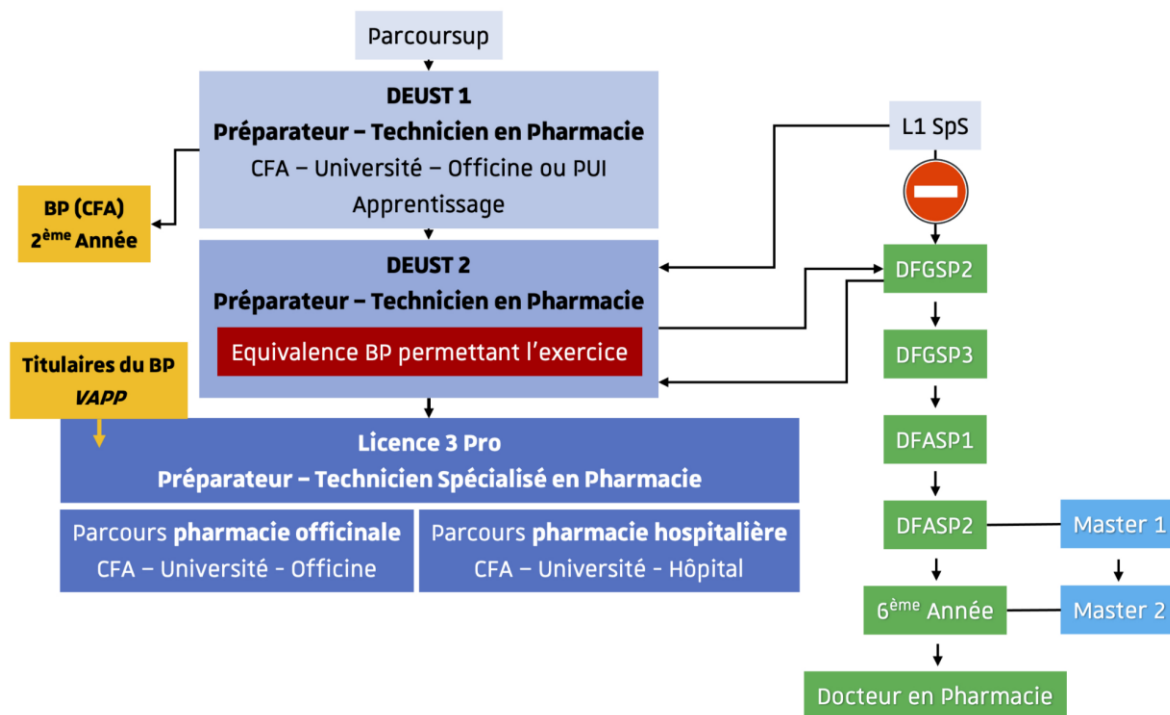 Parcoursup
DEUST 1
Préparateur – Technicien en Pharmacie
CFA – Université – Officine ou PUI
Apprentissage
BP (CFA)
2ème Année
DEUST 2
Préparateur – Technicien en Pharmacie
Equivalence BP permettant l'exercice
Titulaires du BP
VAPP
Licence 3 Pro
Préparateur – Technicien Spécialisé en Pharmacie
Parcours pharmacie officinale
CFA – Université - Officine
Parcours pharmacie hospitalière
CFA – Université - Hôpital
L1 SpS
DFGSP2
DFGSP3
DFASP1
DFASP2
Master 1
6ème Année
Master 2
Docteur en Pharmacie